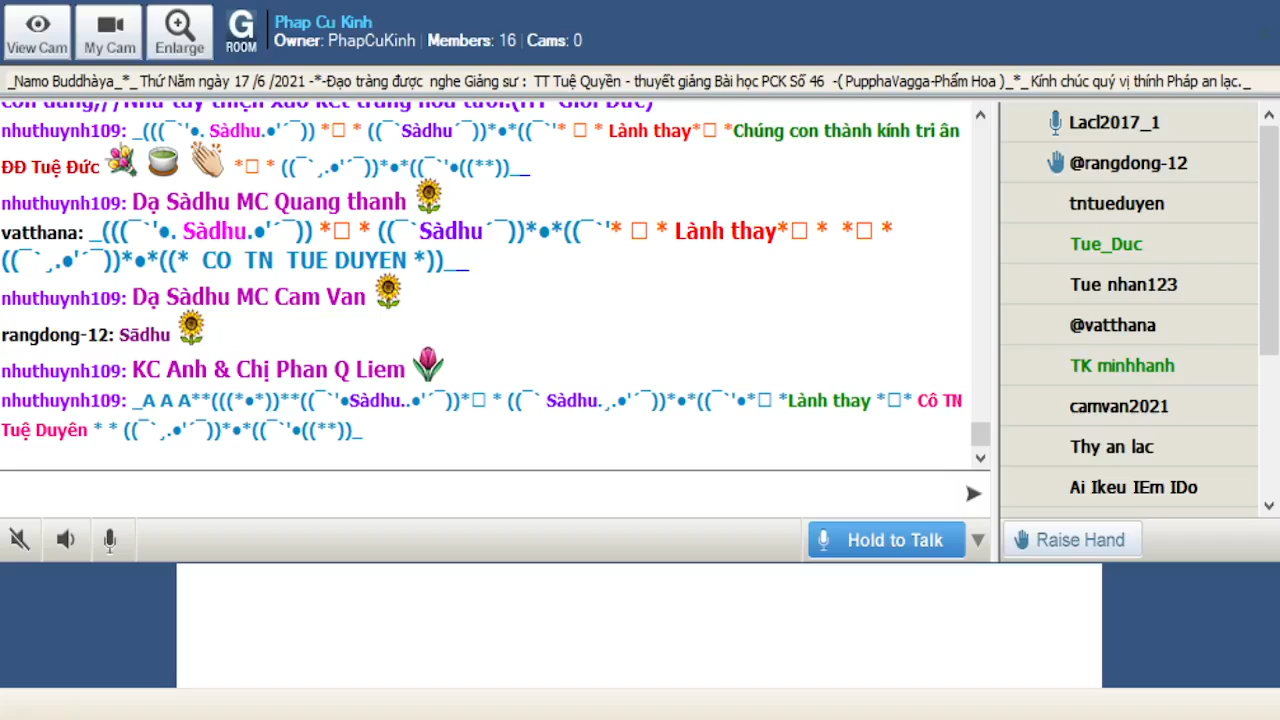 View Cam
My Cam
Enlarge
G
ROOM
Phap Cu Kinh
Owner: PhapCuKinh | Members: 16 | Cams: 0
_Namo Buddhàya_*_ Thứ Năm ngày 17 /6 /2021 -*-Đạo tràng được nghe Giảng sư : TT Tuệ Quyền - thuyết giảng Bài học PCK Số 46 -( PupphaVagga-Phẩm Hoa )_*_ Kính chúc quý vị thính Pháp an lạc._
nhuthuynh109: _(((¯`'•. Sàdhu.•'´¯)) *□ * ((¯`Sàdhu´¯))*•*((¯`'* □ * Lành thay*□ *Chúng con thành kính tri ân
ĐĐ Tuệ Đức *□ * ((¯`¸.•'´¯))*•*((¯`'•((**))__
nhuthuynh109: Dạ Sàdhu MC Quang thanh
vatthana: _(((¯`'•. Sàdhu.•'´¯)) *□ * ((¯`Sàdhu´¯))*•*((¯`'* □ * Lành thay*□ * *□ *
((¯`¸.•'´¯))*•*((* CO TN TUE DUYEN *))__
nhuthuynh109: Dạ Sàdhu MC Cam Van
rangdong-12: Sādhu
nhuthuynh109: KC Anh & Chị Phan Q Liem
nhuthuynh109: _A A A**(((*•*))**((¯`'•Sàdhu..•'´¯))*□ * ((¯` Sàdhu.¸.•'´¯))*•*((¯`'•*□ *Lành thay *□* Cô TN
Tuệ Duyên * * ((¯`¸.•'´¯))*•*((¯`'•((**))_
Hold to Talk
Lacl2017_1
@rangdong-12
tntueduyen
Tue_Duc
Tue nhan123
@vatthana
TK minhhanh
camvan2021
Thy an lac
Ai Ikeu IEm IDo
Raise Hand